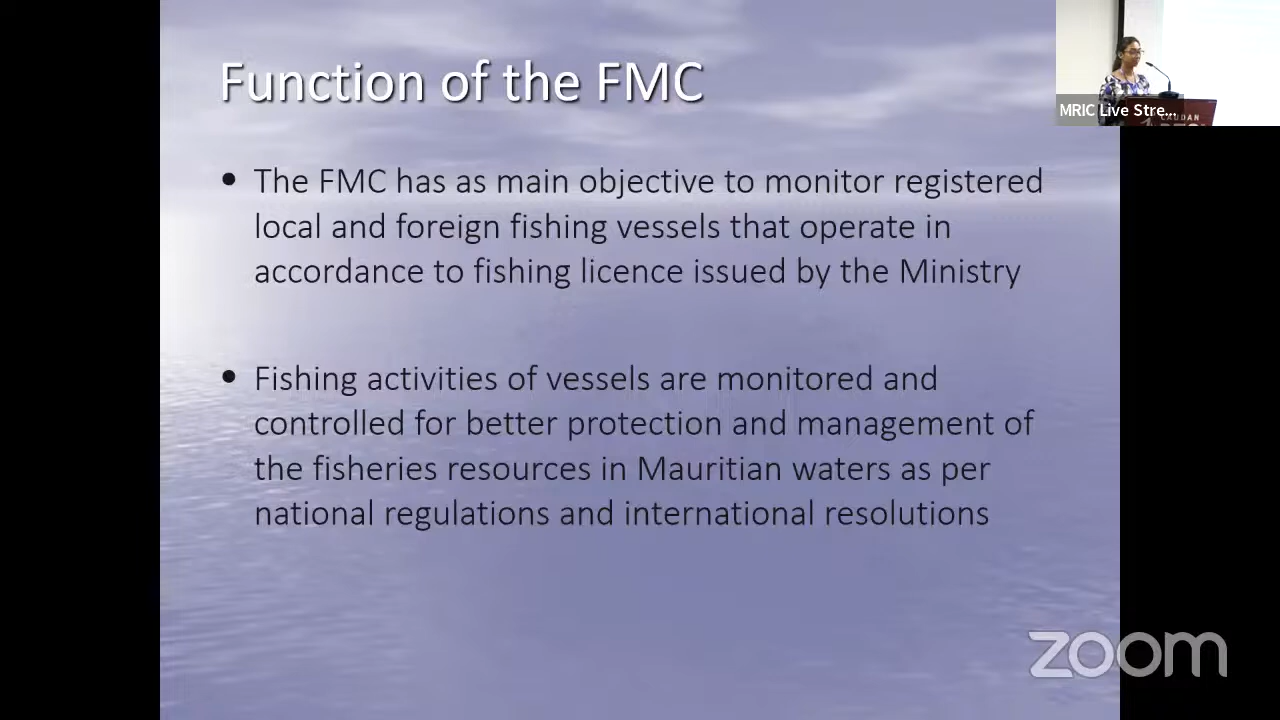 Function of the FMC
MRIC Live Stre...
• The FMC has as main objective to monitor registered
local and foreign fishing vessels that operate in
accordance to fishing licence issued by the Ministry
• Fishing activities of vessels are monitored and
controlled for better protection and management of
the fisheries resources in Mauritian waters as per
national regulations and international resolutions
zoom